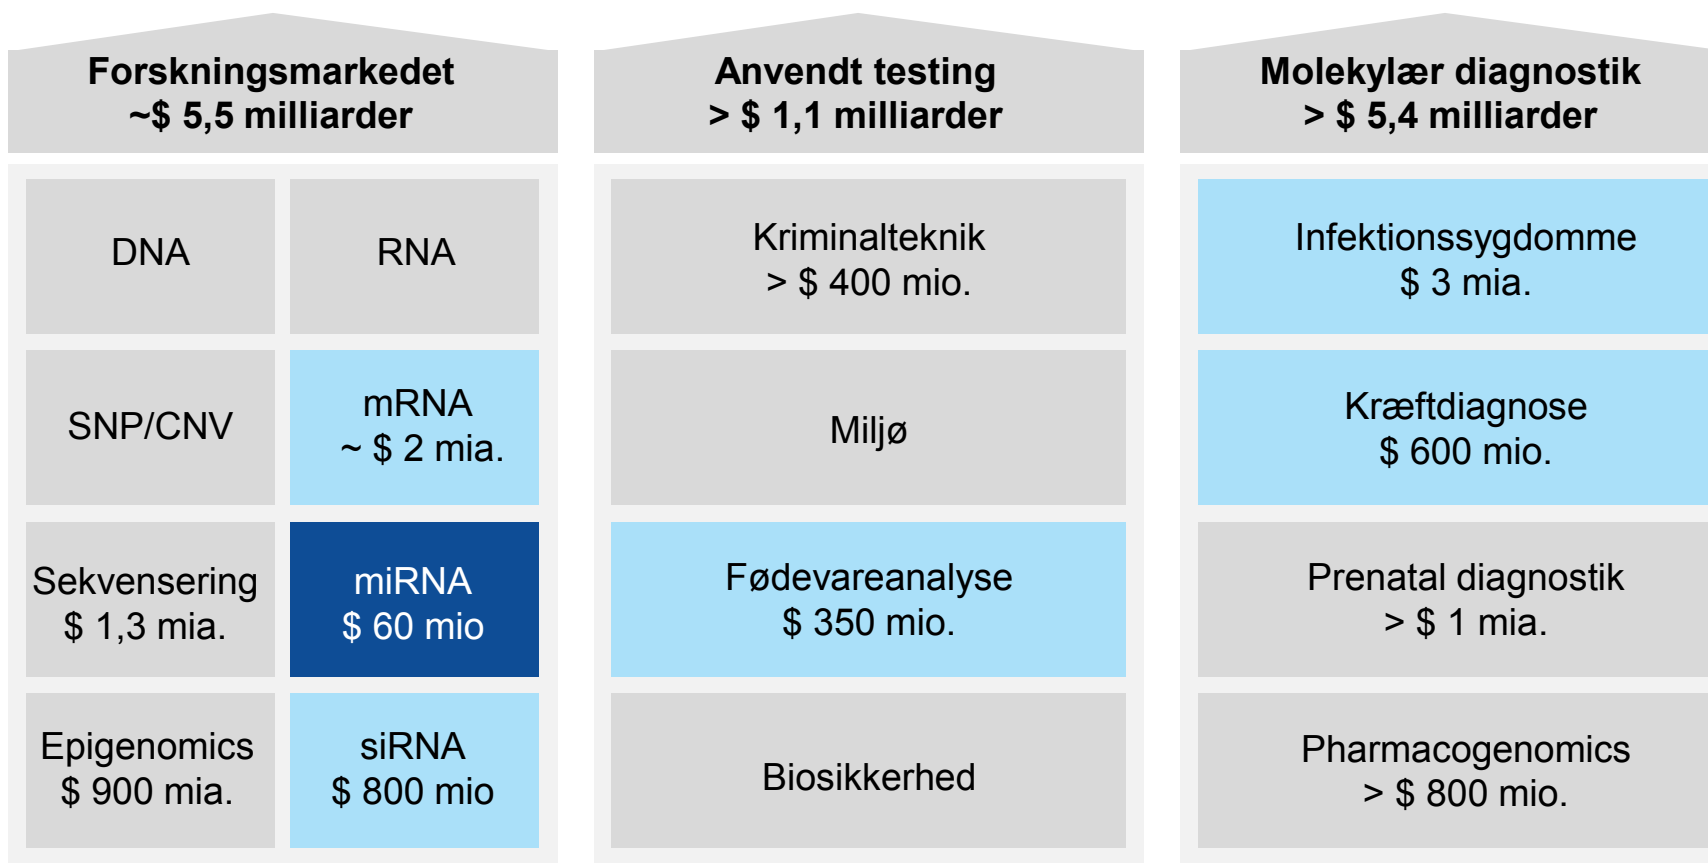 Forskningsmarkedet
~$ 5,5 milliarder
DNA
RNA
SNP/CNV
mRNA
~ $ 2 mia.
Sekvensering
$ 1,3 mia.
miRNA
$ 60 mio
Epigenomics
$ 900 mia.
siRNA
$ 800 mio
Anvendt testing
> $ 1,1 milliarder
Kriminalteknik
> $ 400 mio.
Miljø
Fødevareanalyse
$ 350 mio.
Biosikkerhed
Molekylær diagnostik
> $ 5,4 milliarder
Infektionssygdomme
$ 3 mia.
Kræftdiagnose
$ 600 mio.
Prenatal diagnostik
> $ 1 mia.
Pharmacogenomics
> $ 800 mio.